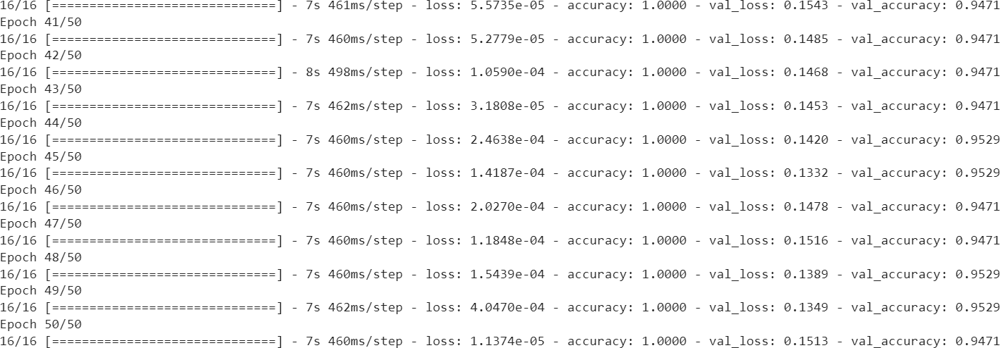 16/16 [==============================] - 7s 461ms/step - loss: 5.5735e-05 - accuracy: 1.0000 - val_loss: 0.1543 - val_accuracy: 0.9471
Epoch 41/50
16/16 [==============================] - 7s 460ms/step - loss: 5.2779e-05 - accuracy: 1.0000 - val_loss: 0.1485 - val_accuracy: 0.9471
Epoch 42/50
16/16 [==============================] - 8s 498ms/step - loss: 1.0590e-04 - accuracy: 1.0000 - val_loss: 0.1468 - val_accuracy: 0.9471
Epoch 43/50
16/16 [==============================] - 7s 462ms/step - loss: 3.1808e-05 - accuracy: 1.0000 - val_loss: 0.1453 - val_accuracy: 0.9471
Epoch 44/50
16/16 [==============================] - 7s 460ms/step - loss: 2.4638e-04 - accuracy: 1.0000 - val_loss: 0.1420 - val_accuracy: 0.9529
Epoch 45/50
16/16 [==============================] - 7s 460ms/step - loss: 1.4187e-04 - accuracy: 1.0000 - val_loss: 0.1332 - val_accuracy: 0.9529
Epoch 46/50
16/16 [==============================] - 7s 460ms/step - loss: 2.0270e-04 - accuracy: 1.0000 - val_loss: 0.1478 - val_accuracy: 0.9471
Epoch 47/50
16/16 [==============================] - 7s 460ms/step - loss: 1.1848e-04 - accuracy: 1.0000 - val_loss: 0.1516 - val_accuracy: 0.9471
Epoch 48/50
16/16 [==============================] - 7s 460ms/step - loss: 1.5439e-04 - accuracy: 1.0000 - val_loss: 0.1389 - val_accuracy: 0.9529
Epoch 49/50
16/16 [==============================] - 7s 462ms/step - loss: 4.0470e-04 - accuracy: 1.0000 - val_loss: 0.1349 - val_accuracy: 0.9529
Epoch 50/50
16/16 [==============================] - 7s 460ms/step - loss: 1.1374e-05 - accuracy: 1.0000 - val_loss: 0.1513 - val_accuracy: 0.9471